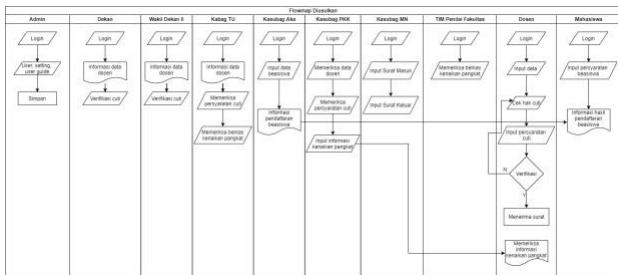 Flowmap Diusulkan
Admin
Dekan
Wakil Dekan II
Kabag TU
Kasubag Aka
Kasubag PKK
Kasubag MN
TIM Penilai Fakultas
Dosen
Mahasiswa
Login
Login
Login
Login
Login
Login
Login
Login
Login
Login
User, setting,
user guide
Informasi data
dosen
Informasi data
dosen
Informasi data
dosen
Input data
beasiswa
Memeriksa
data dosen
Input Surat Masuk
Memeriksa berkas
kenaikan pangkat
Input data
Input persyaratan
beasiswa
Simpan
Verifikasi cuti
Verifikasi cuti
Memeriksa
persyaratan cuti
Informasi
pendaftaran
beasiswa
Memeriksa
persyaratan cuti
Input Surat Keluar
Cek hari cuti
Informasi hasil
pendaftaran
beasiswa
Memeriksa berkas
kenaikan pangkat
Input informasi
kenaikan pangkat
Input persyaratan
cuti
N
Verifikasi
Y
Menerima surat
Memeriksa
informasi
kenaikan pangkat